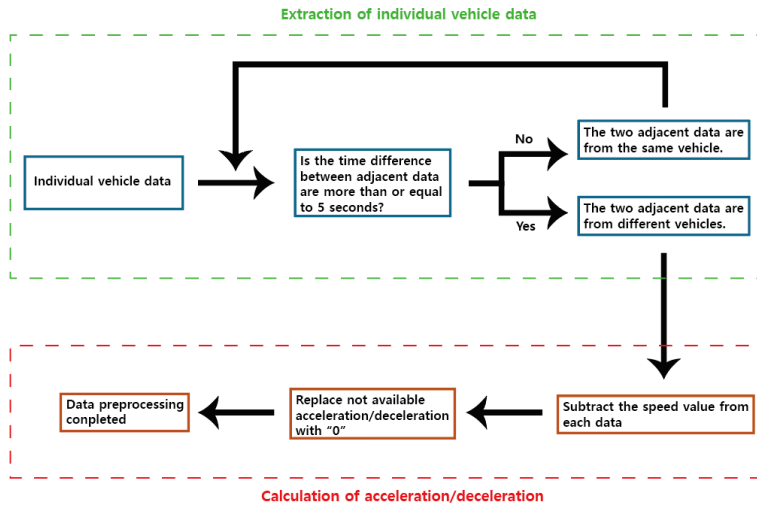 Extraction of individual vehicle data
Individual vehicle data
Is the time difference
between adjacent data
are more than or equal
to 5 seconds?
No
The two adjacent data are
from the same vehicle.
Yes
The two adjacent data are
from different vehicles.
Data preprocessing
conpleted
Replace not available
acceleration/deceleration
with “0”
Subtract the speed value from
each data
Calculation of acceleration/deceleration